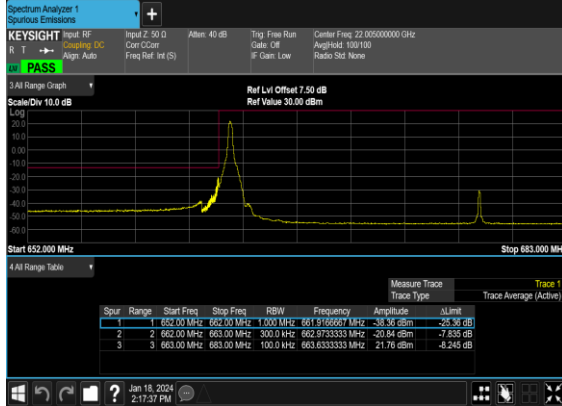 Spectrum Analyzer 1
Spurious Emissions
+
KEYSIGHT Input: RF Input Z: 50 Ω Atten: 40 dB Trig: Free Run Center Freq: 22.005000000 GHz
R T Coupling: DC Corr CCorr Gate: Off Avg|Hold: 100/100
Align: Auto Freq Ref: Int (S) IF Gain: Low Radio Std: None
PASS
3 All Range Graph
Ref Lvl Offset 7.50 dB
Scale/Div 10.0 dB Ref Value 30.00 dBm
Log
20.0
10.0
0.00
-10.0
-20.0
-30.0
-40.0
-50.0
-60.0
Start 652.000 MHz Stop 683.000 MH
4 All Range Table
Measure Trace Trace 1
Trace Type Trace Average (Active)
Spur Range Start Freq Stop Freq RBW Frequency Amplitude ΔLimit
1 1 652.00 MHz 662.00 MHz 1.000 MHz 661.9166667 MHz -38.36 dBm -25.36 dB
2 2 662.00 MHz 663.00 MHz 300.0 kHz 662.9733333 MHz -20.84 dBm -7.835 dB
3 3 663.00 MHz 683.00 MHz 100.0 kHz 663.6333333 MHz 21.76 dBm -8.245 dB
? Jan 18, 2024
2:17:37 PM